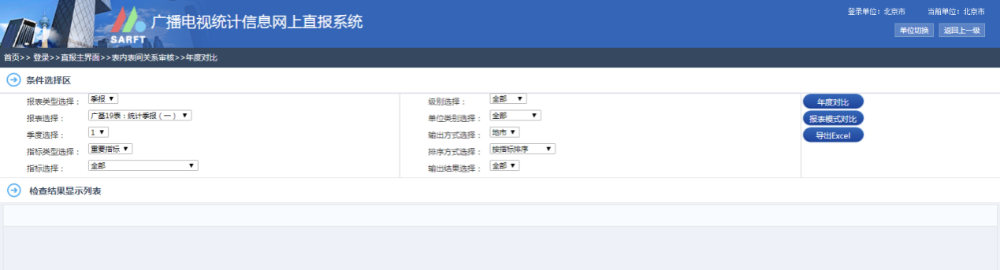 登录单位：北京市 当前单位：北京市
SARFT 广播电视统计信息网上直报系统
单位切换 返回上一级
首页>> 登录>>直报主界面>>表内表间关系审核>>年度对比
条件选择区
报表类型选择： 季报 级别选择： 全部 年度对比
报表选择： 广基19表：统计季报（一） 单位类别选择： 全部 报表模式对比
季度选择： 1 输出方式选择： 地市 导出Excel
指标类型选择： 重要指标 排序方式选择： 按指标排序
指标选择： 全部 输出结果选择： 全部
检查结果显示列表